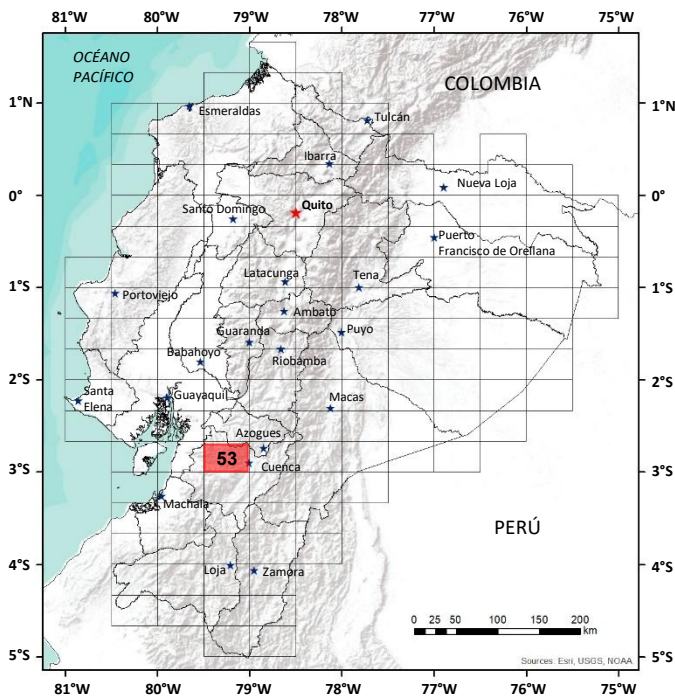 81°W 80°W 79°W 78°W 77°W 76°W 75°W
OCÉANO
PACÍFICO
COLOMBIA
1°N 1°N
Esmeraldas
Tulcán
Ibarra
Nueva Loja
0° 0°
Quito
Santo Domingo
Puerto
Francisco de Orellana
Latacunga
Tena
1°S 1°S
Portoviejo
Ambato
Guaranda
Puyo
Babahoyo
Riobamba
2°S 2°S
Santa
Elena
Guayaquil
Macas
Azogues
53
Cuenca
3°S 3°S
Machala
PERÚ
4°S 4°S
Loja
Zamora
0 25 50 100 150 200
km
5°S 5°S
Sources: Esri, USGS, NOAA
81°W 80°W 79°W 78°W 77°W 76°W 75°W